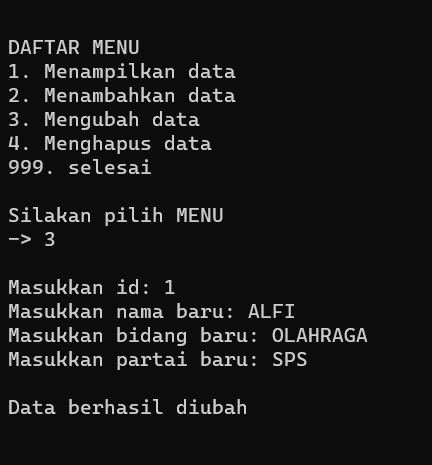 DAFTAR MENU
1. Menampilkan data
2. Menambahkan data
3. Mengubah data
4. Menghapus data
999. selesai
Silakan pilih MENU
-> 3
Masukkan id: 1
Masukkan nama baru: ALFI
Masukkan bidang baru: OLAHRAGA
Masukkan partai baru: SPS
Data berhasil diubah